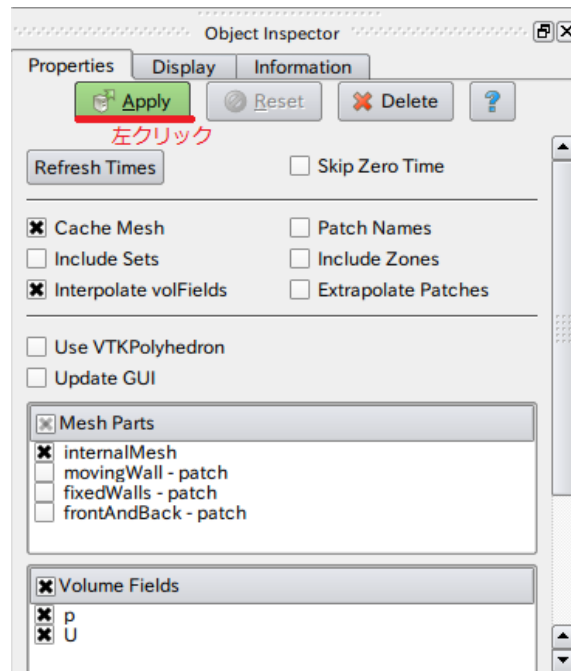 Object Inspector
Properties Display Information
Apply Reset Delete ?
左クリック
Refresh Times Skip Zero Time
Cache Mesh Patch Names
Include Sets Include Zones
Interpolate volFields Extrapolate Patches
Use VTKPolyhedron
Update GUI
Mesh Parts
internalMesh
movingWall - patch
fixedWalls - patch
frontAndBack - patch
Volume Fields
p
U